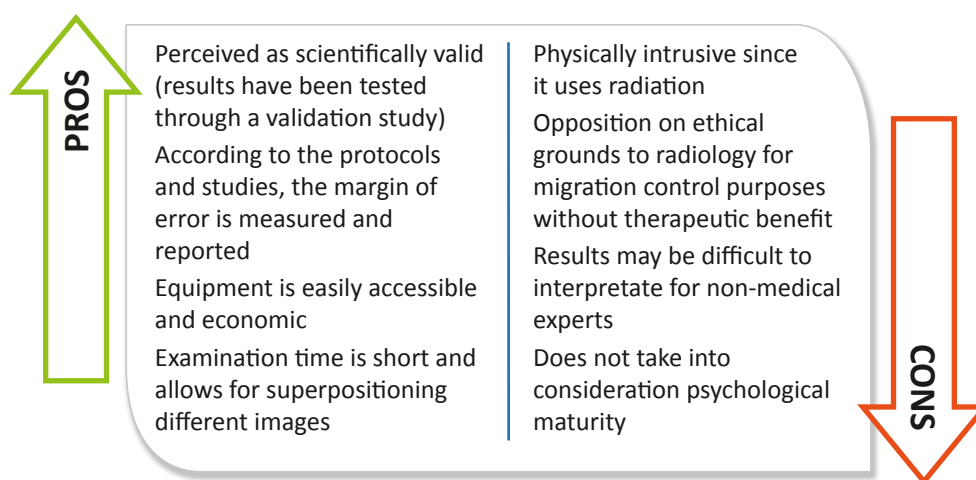 PROS
Perceived as scientifically valid
(results have been tested
through a validation study)
According to the protocols
and studies, the margin of
error is measured and
reported
Equipment is easily accessible
and economic
Examination time is short and
allows for superpositioning
different images
Physically intrusive since
it uses radiation
Opposition on ethical
grounds to radiology for
migration control purposes
without therapeutic benefit
Results may be difficult to
interpretate for non-medical
experts
Does not take into
consideration psychological
maturity
CONS